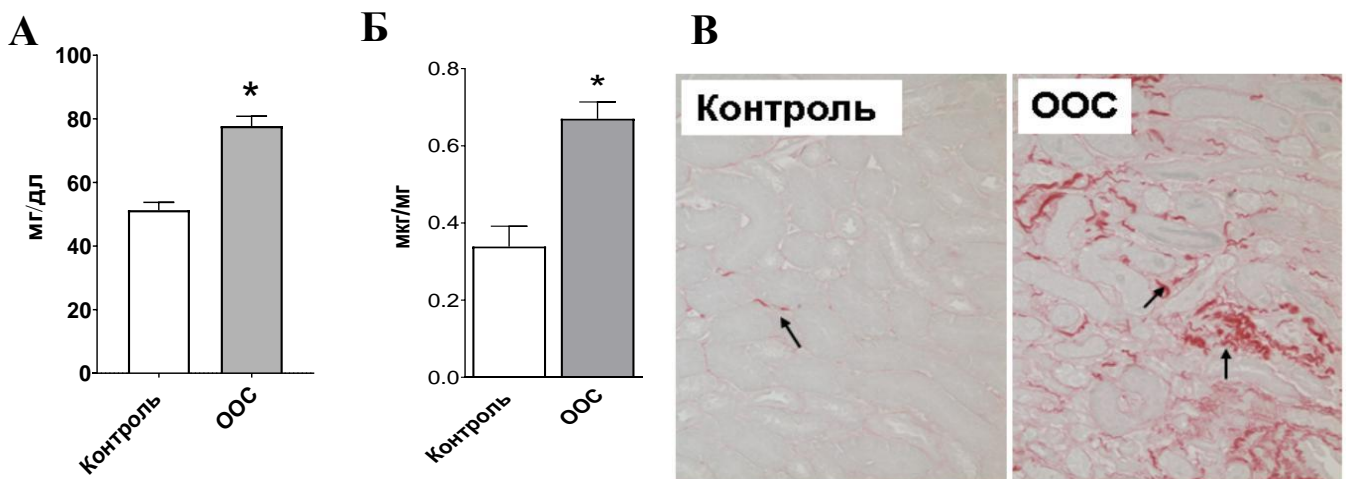 А
100
80
60
40
20
0
мг/дл
*
Контроль
ООС
Б
0.8
0.6
0.4
0.2
0.0
мкг/мг
*
Контроль
ООС
В
Контроль
ООС